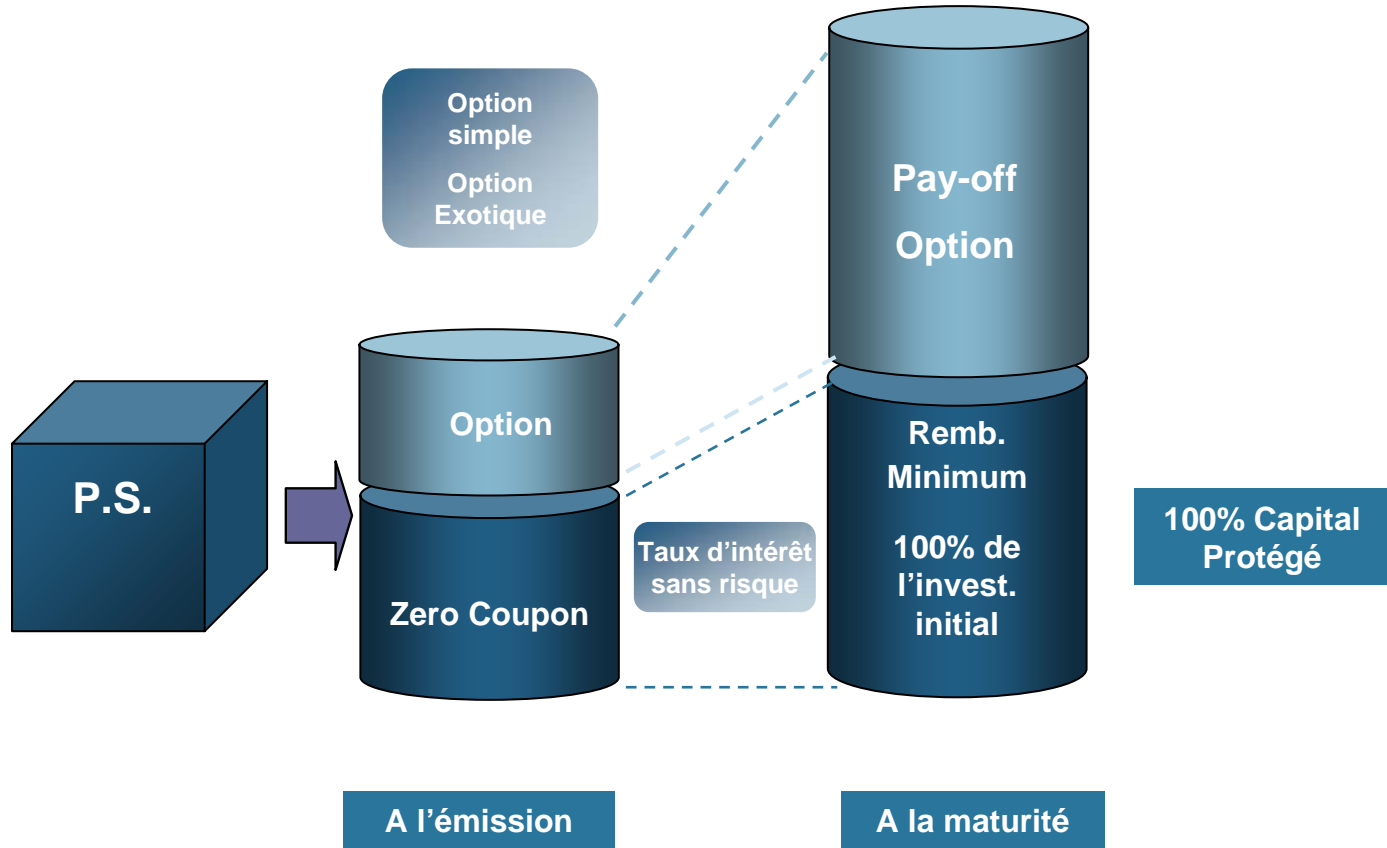 Option
simple
Option
Exotique
Pay-off
Option
Option
P.S.
Zero Coupon
Taux d'intérêt
sans risque
Remb.
Minimum
100% de
l'invest.
initial
100% Capital
Protégé
A l'émission
A la maturité